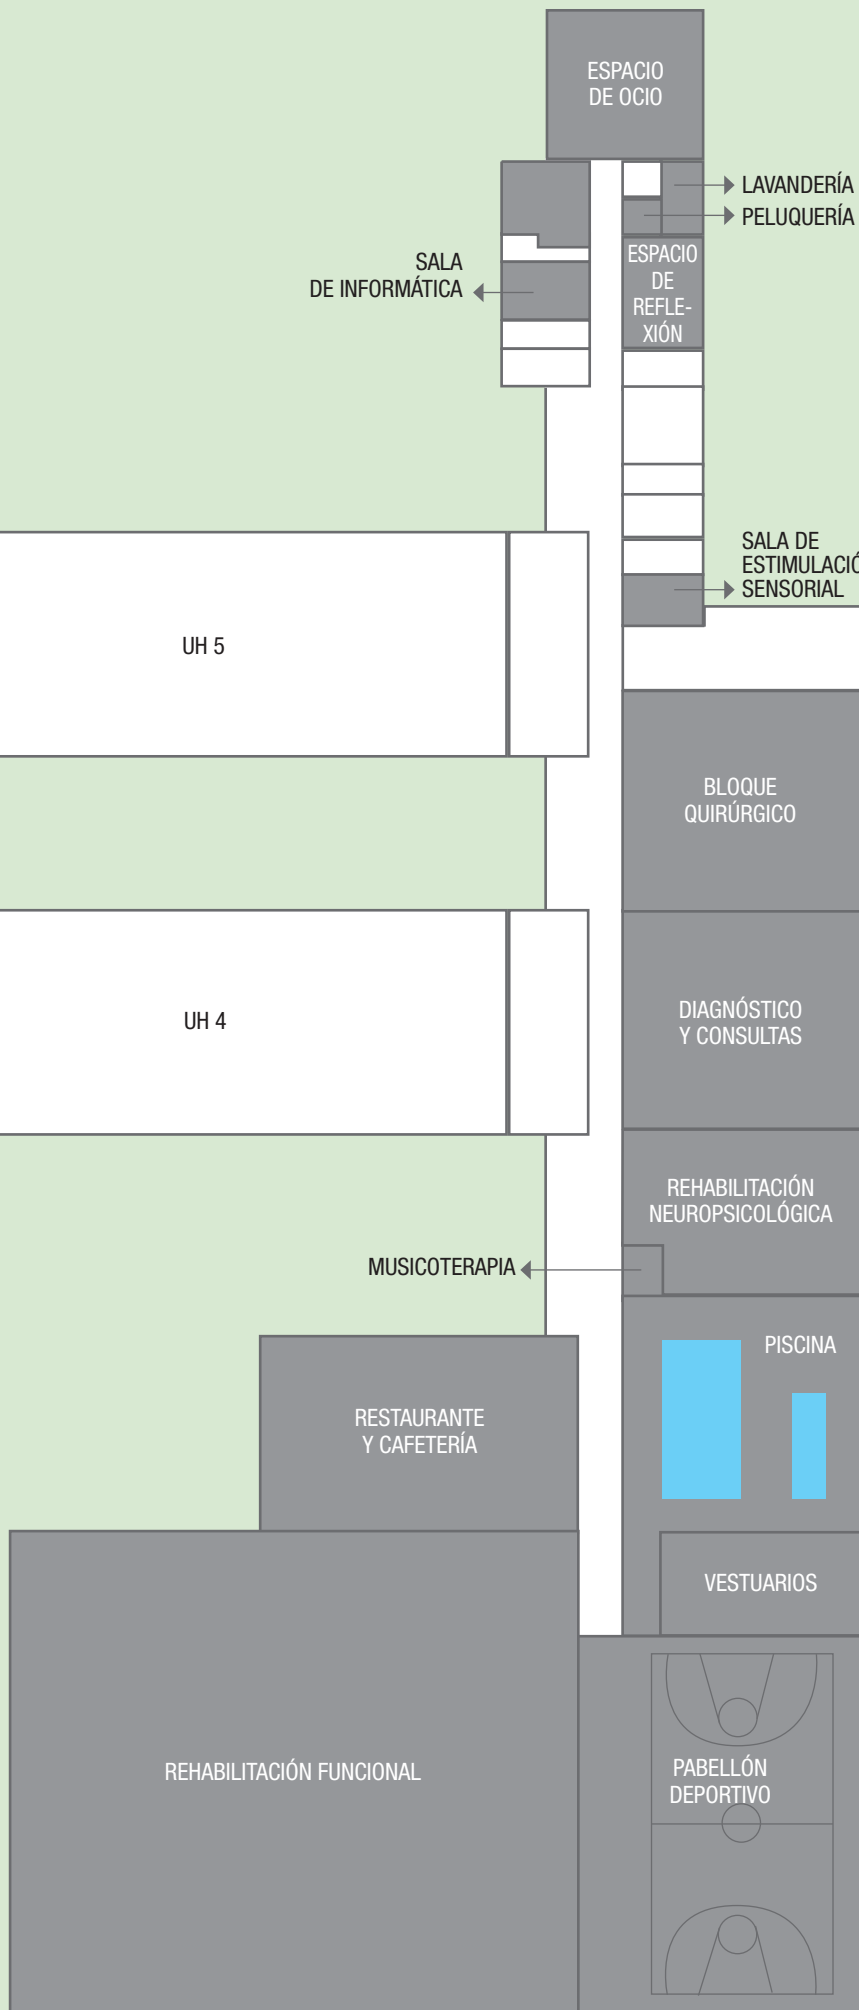 ESPACIO
DE OCIO
LAVANDERÍA
PELUQUERÍA
SALA
DE INFORMÁTICA
ESPACIO
DE
REFLE-
XIÓN
SALA DE
ESTIMULACIÓ
SENSORIAL
UH 5
BLOQUE
QUIRÚRGICO
UH 4
DIAGNÓSTICO
Y CONSULTAS
REHABILITACIÓN
NEUROPSICOLÓGICA
MUSICOTERAPIA
PISCINA
RESTAURANTE
Y CAFETERÍA
VESTUARIOS
REHABILITACIÓN FUNCIONAL
PABELLÓN
DEPORTIVO